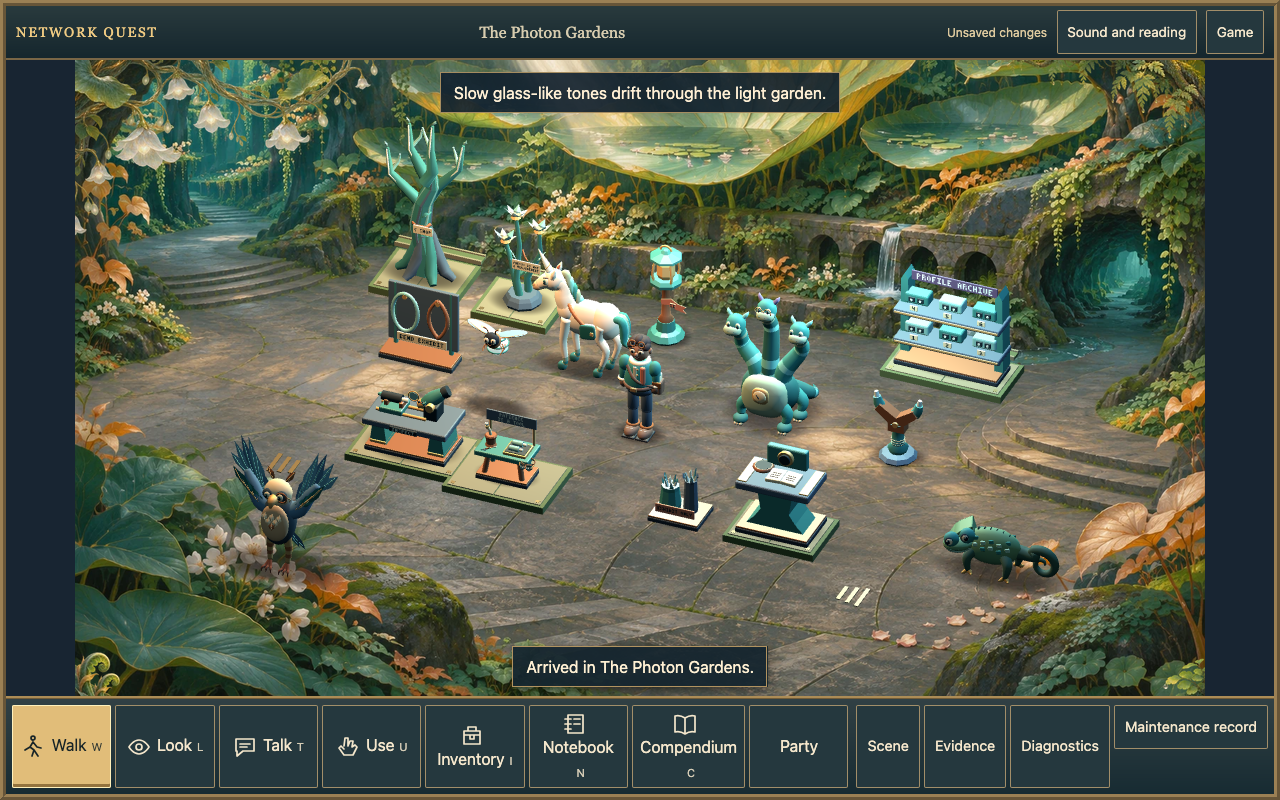 NETWORK QUEST
The Photon Gardens
Unsaved changes
Sound and reading
Game
Slow glass-like tones drift through the light garden.
PROFILE ARCHIVE
Arrived in The Photon Gardens.
Walk W
Look L
Talk T
Use U
Inventory I
Notebook
N
Compendium
C
Party
Scene
Evidence
Diagnostics
Maintenance record